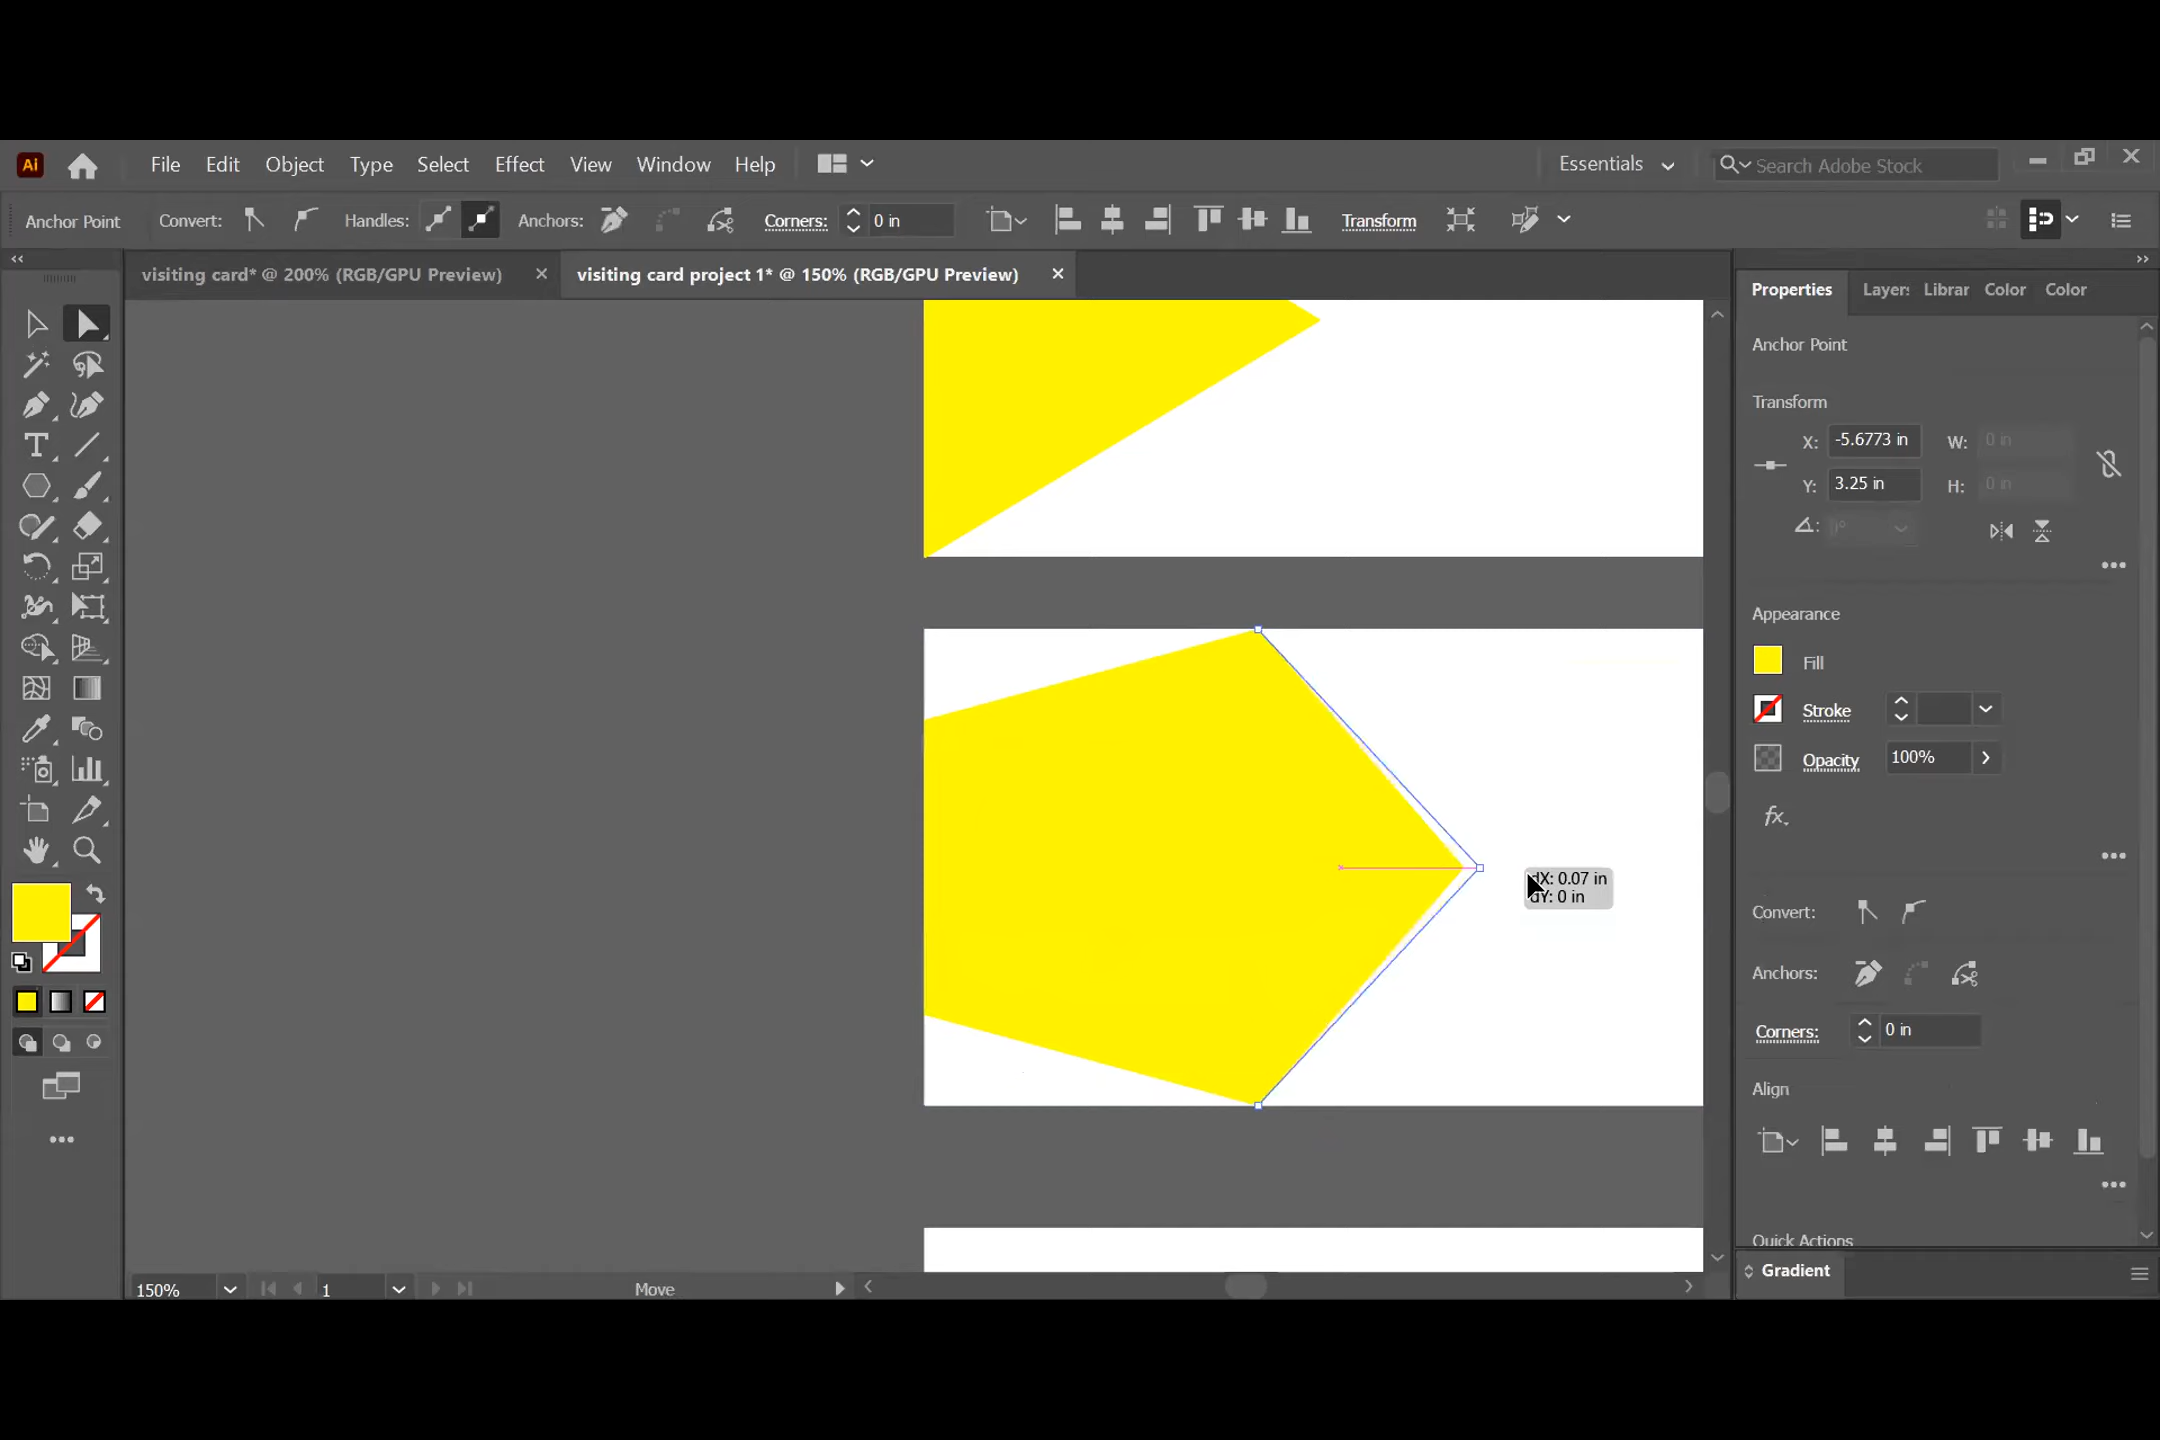 Ai File Edit Object Type Select Effect View Window Help Essentials Search Adobe Stock
Anchor Point Convert: Handles: Anchors: Corners: 0 in Transform
visiting card* @ 200% (RGB/GPU Preview) visiting card project 1* @ 150% (RGB/GPU Preview)
Properties Layers Librar Color Color
Anchor Point
Transform
X: -5.6773 in W: 0 in
Y: 3.25 in H: 0 in
0°
Appearance
Fill
Stroke
Opacity 100%
fx.
dX: 0.07 in
dY: 0 in
Convert:
Anchors:
Corners: 0 in
Align
Quick Actions
Gradient
150% 1 Move